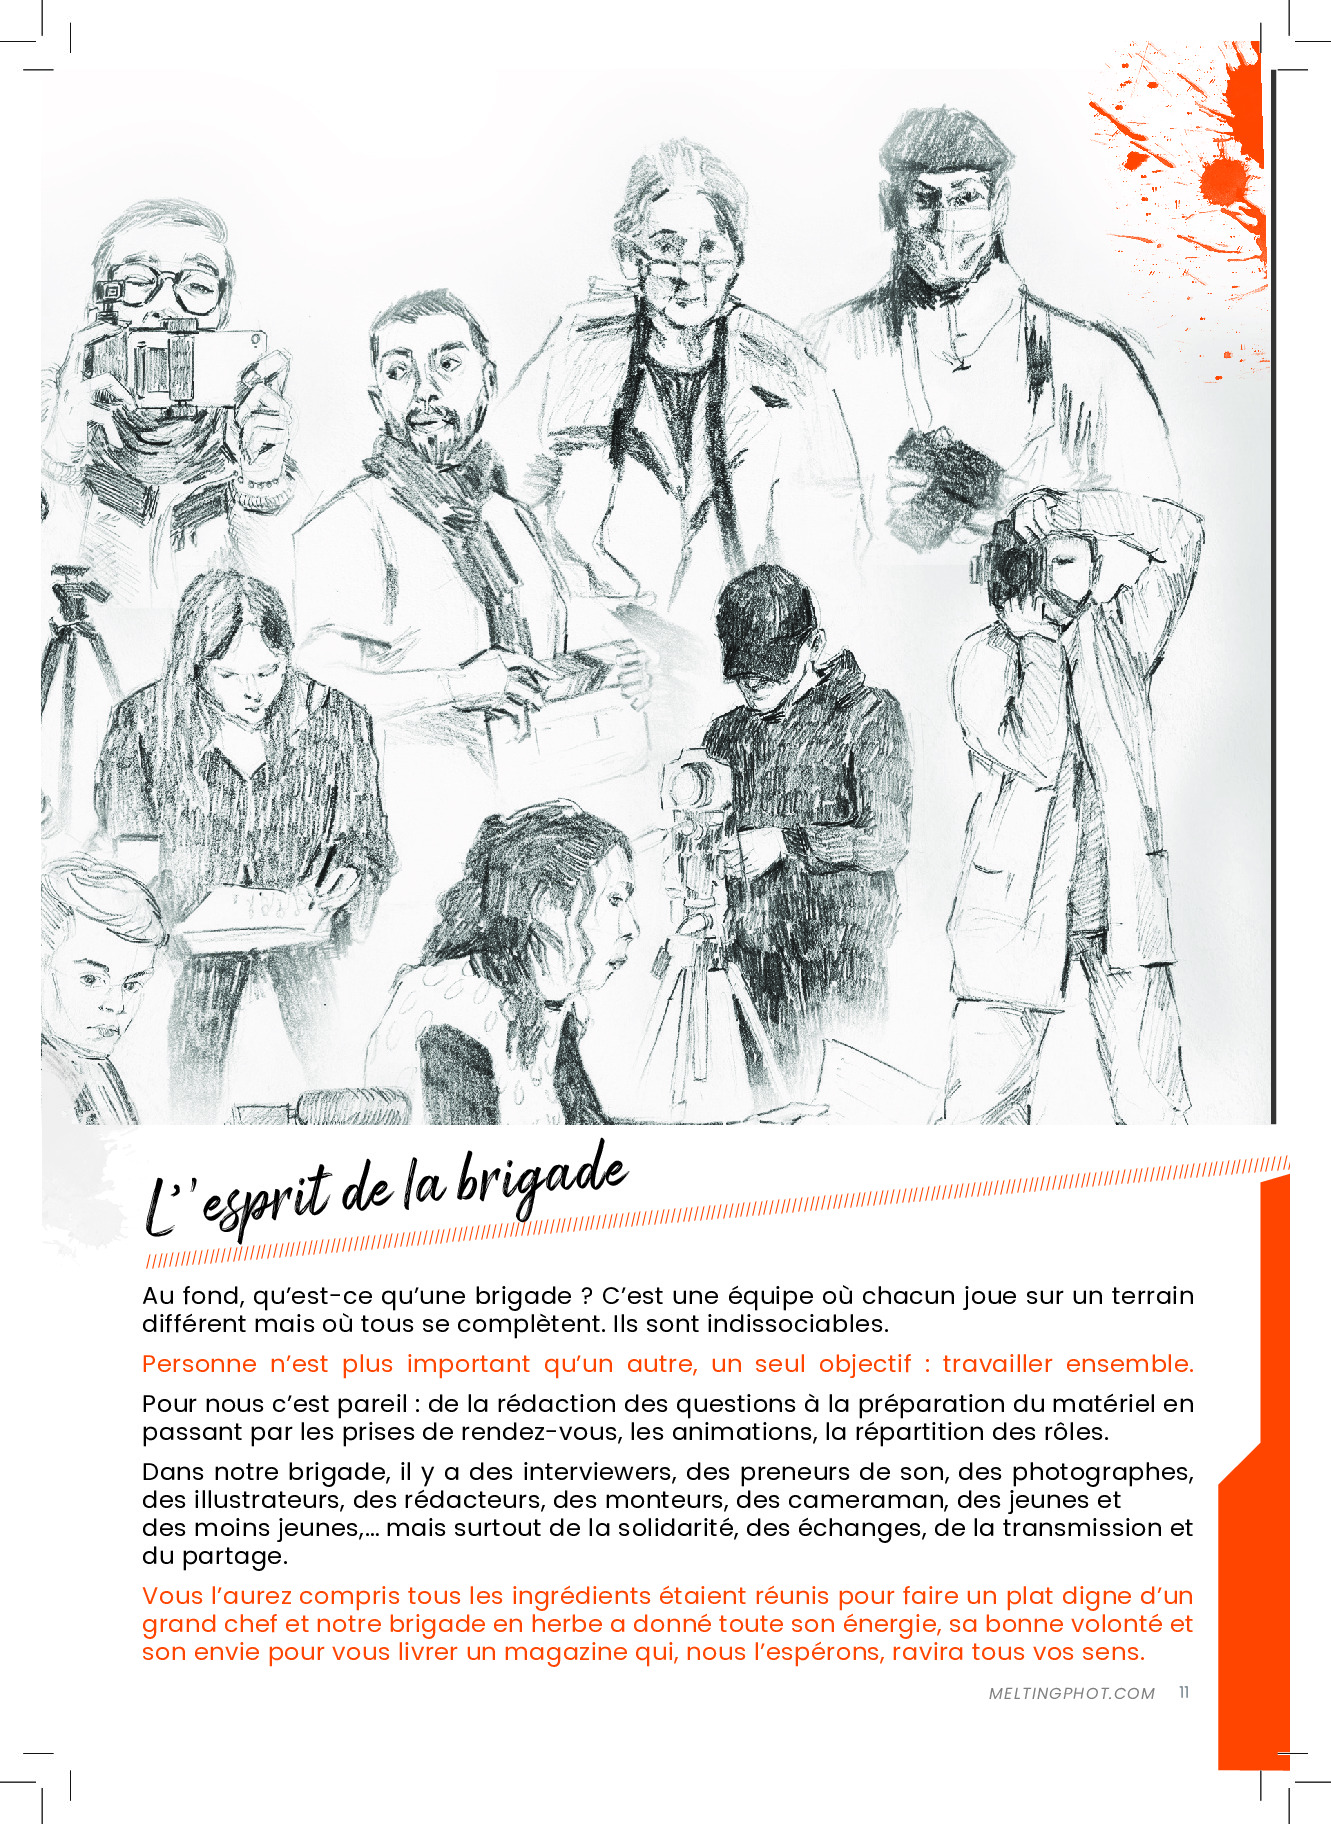 L'’esprit de la brigade
Au fond, qu’est-ce qu’une brigade ? C’est une équipe où chacun joue sur un terrain
différent mais où tous se complètent. Ils sont indissociables.
Personne n’est plus important qu’un autre, un seul objectif : travailler ensemble.
Pour nous c’est pareil : de la rédaction des questions à la préparation du matériel en
passant par les prises de rendez-vous, les animations, la répartition des rôles.
Dans notre brigade, il y a des interviewers, des preneurs de son, des photographes,
des illustrateurs, des rédacteurs, des monteurs, des cameraman, des jeunes et
des moins jeunes,... mais surtout de la solidarité, des échanges, de la transmission et
du partage.
Vous l’aurez compris tous les ingrédients étaient réunis pour faire un plat digne d’un
grand chef et notre brigade en herbe a donné toute son énergie, sa bonne volonté et
son envie pour vous livrer un magazine qui, nous l’espérons, ravira tous vos sens.
MELTINGPHOT.COM 11